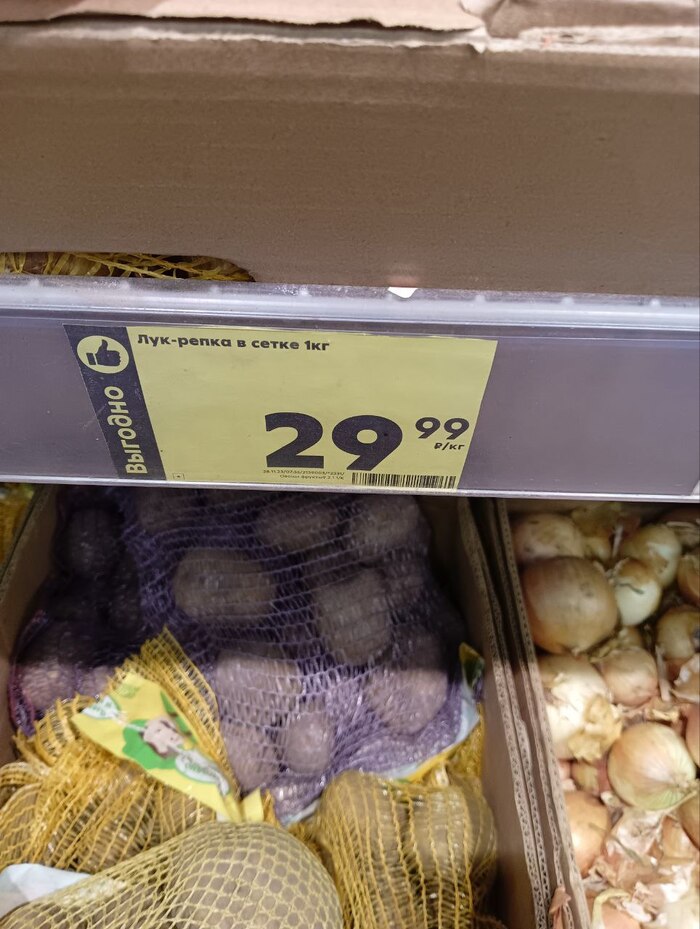 Лук-репка в сетке 1кг
Выгодно
29 99
₽/кг